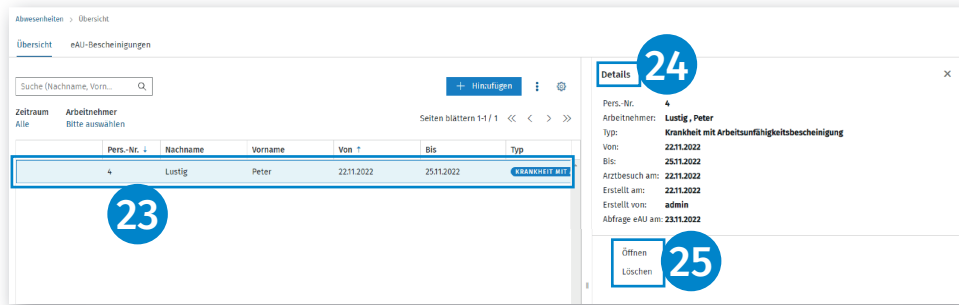 Abwesenheiten > Übersicht
Übersicht eAU-Bescheinigungen
Suche (Nachname, Vorn...
+ Hinzufügen
Zeitraum Arbeitnehmer
Alle Bitte auswählen
Seiten blättern 1-1 / 1 << < > >>
Pers.-Nr. ↓ Nachname Vorname Von ↑ Bis Typ
4 Lustig Peter 22.11.2022 25.11.2022 KRANKHEIT MIT
23
Details
24
Pers.-Nr. 4
Arbeitnehmer: Lustig , Peter
Typ: Krankheit mit Arbeitsunfähigkeitsbescheinigung
Von: 22.11.2022
Bis: 25.11.2022
Arztbesuch am: 22.11.2022
Erstellt am: 22.11.2022
Erstellt von: admin
Abfrage eAU am: 23.11.2022
Öffnen
Löschen
25